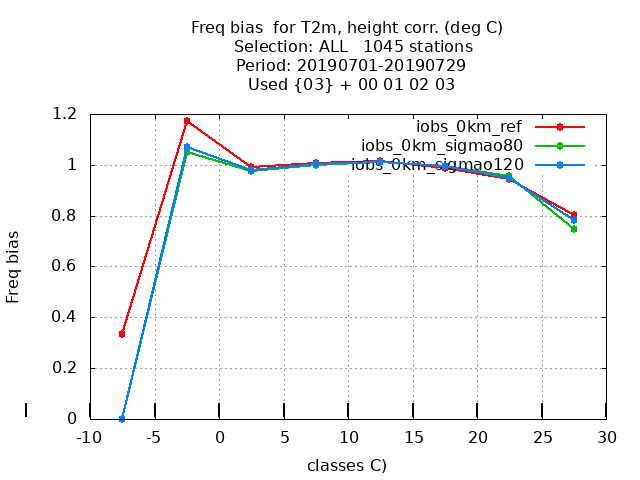 Freq bias  for T2m, height corr. (deg C)
Selection: ALL   1045 stations
Period: 20190701-20190729
Used {03} + 00 01 02 03
iobs_0km_ref
iobs_0km_sigmao80
iobs_0km_sigmao120
1.2
1
0.8
0.6
0.4
0.2
0
Freq bias
-10
-5
0
5
10
15
20
25
30
classes C)